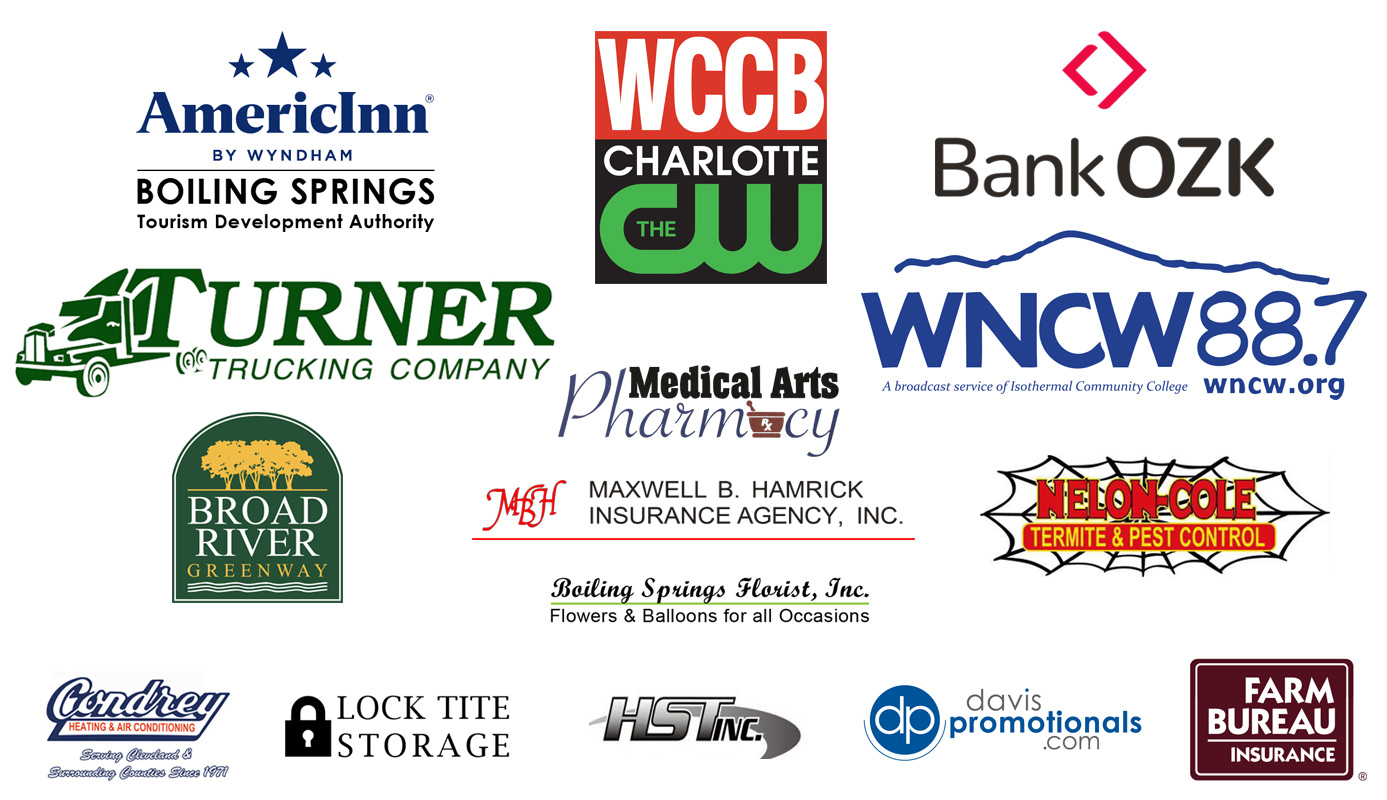 AmericInn®
BY WYNDHAM
BOILING SPRINGS
Tourism Development Authority
WCCB
CHARLOTTE
THE
CW
Bank OZK
TURNER
TRUCKING COMPANY
WNCW 88.7
A broadcast service of Isothermal Community College wncw.org
Medical Arts
Pharmacy
RX
BROAD
RIVER
GREENWAY
MBH
MAXWELL B. HAMRICK
INSURANCE AGENCY, INC.
NELON-COLE
TERMITE & PEST CONTROL
Boiling Springs Florist, Inc.
Flowers & Balloons for all Occasions
Condrey
HEATING & AIR CONDITIONING
Serving Cleveland &
Surrounding Counties Since 1971
LOCK TITE
STORAGE
HST INC.
dp
davis
promotionals
.com
FARM
BUREAU
INSURANCE
®